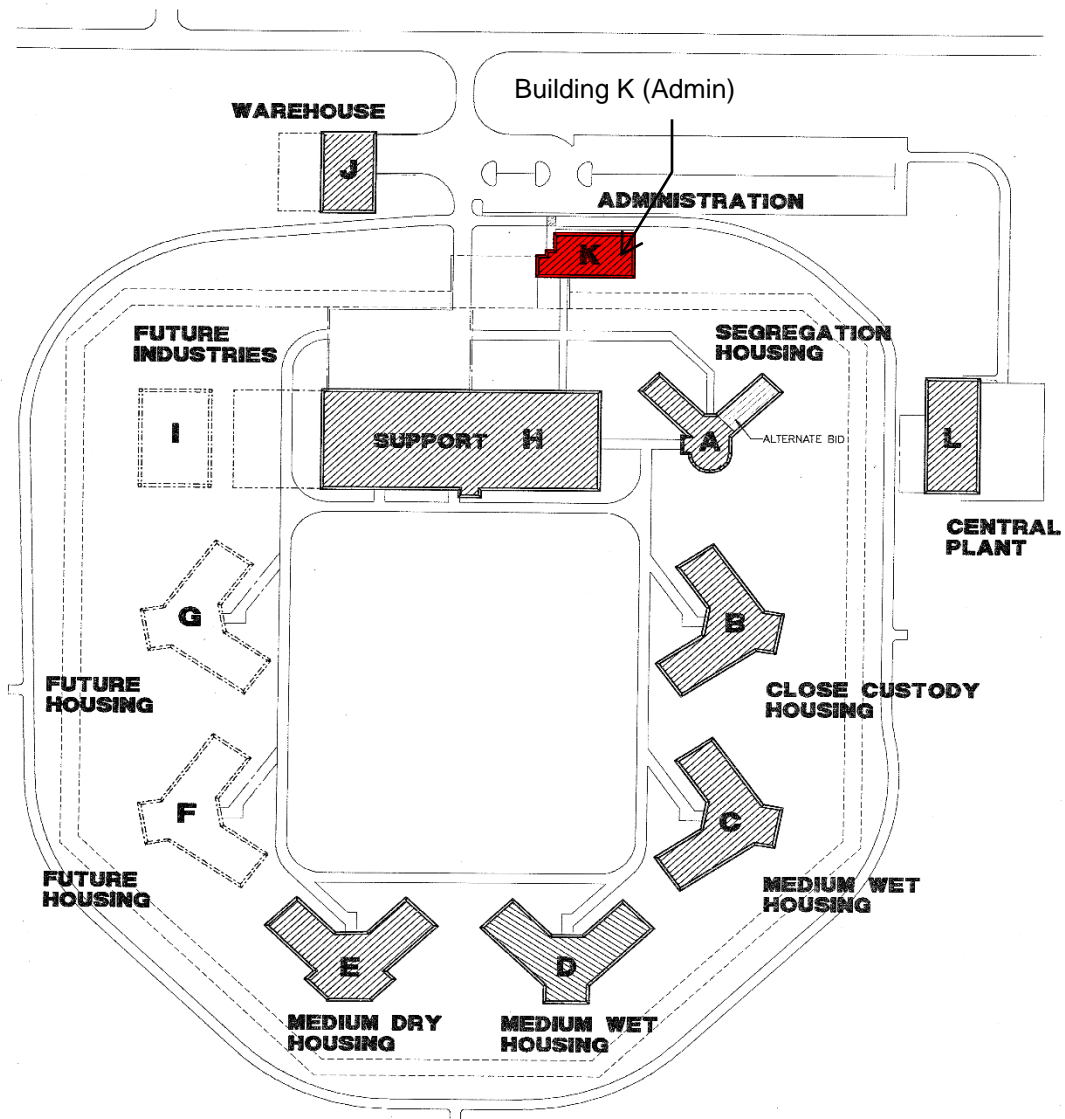 Building K (Admin)
WAREHOUSE
J
ADMINISTRATION
K
FUTURE
INDUSTRIES
SEGREGATION
HOUSING
I
SUPPORT H
A
ALTERNATE BID
L
CENTRAL
PLANT
G
B
FUTURE
HOUSING
CLOSE CUSTODY
HOUSING
F
C
FUTURE
HOUSING
MEDIUM WET
HOUSING
E
D
MEDIUM DRY
HOUSING
MEDIUM WET
HOUSING